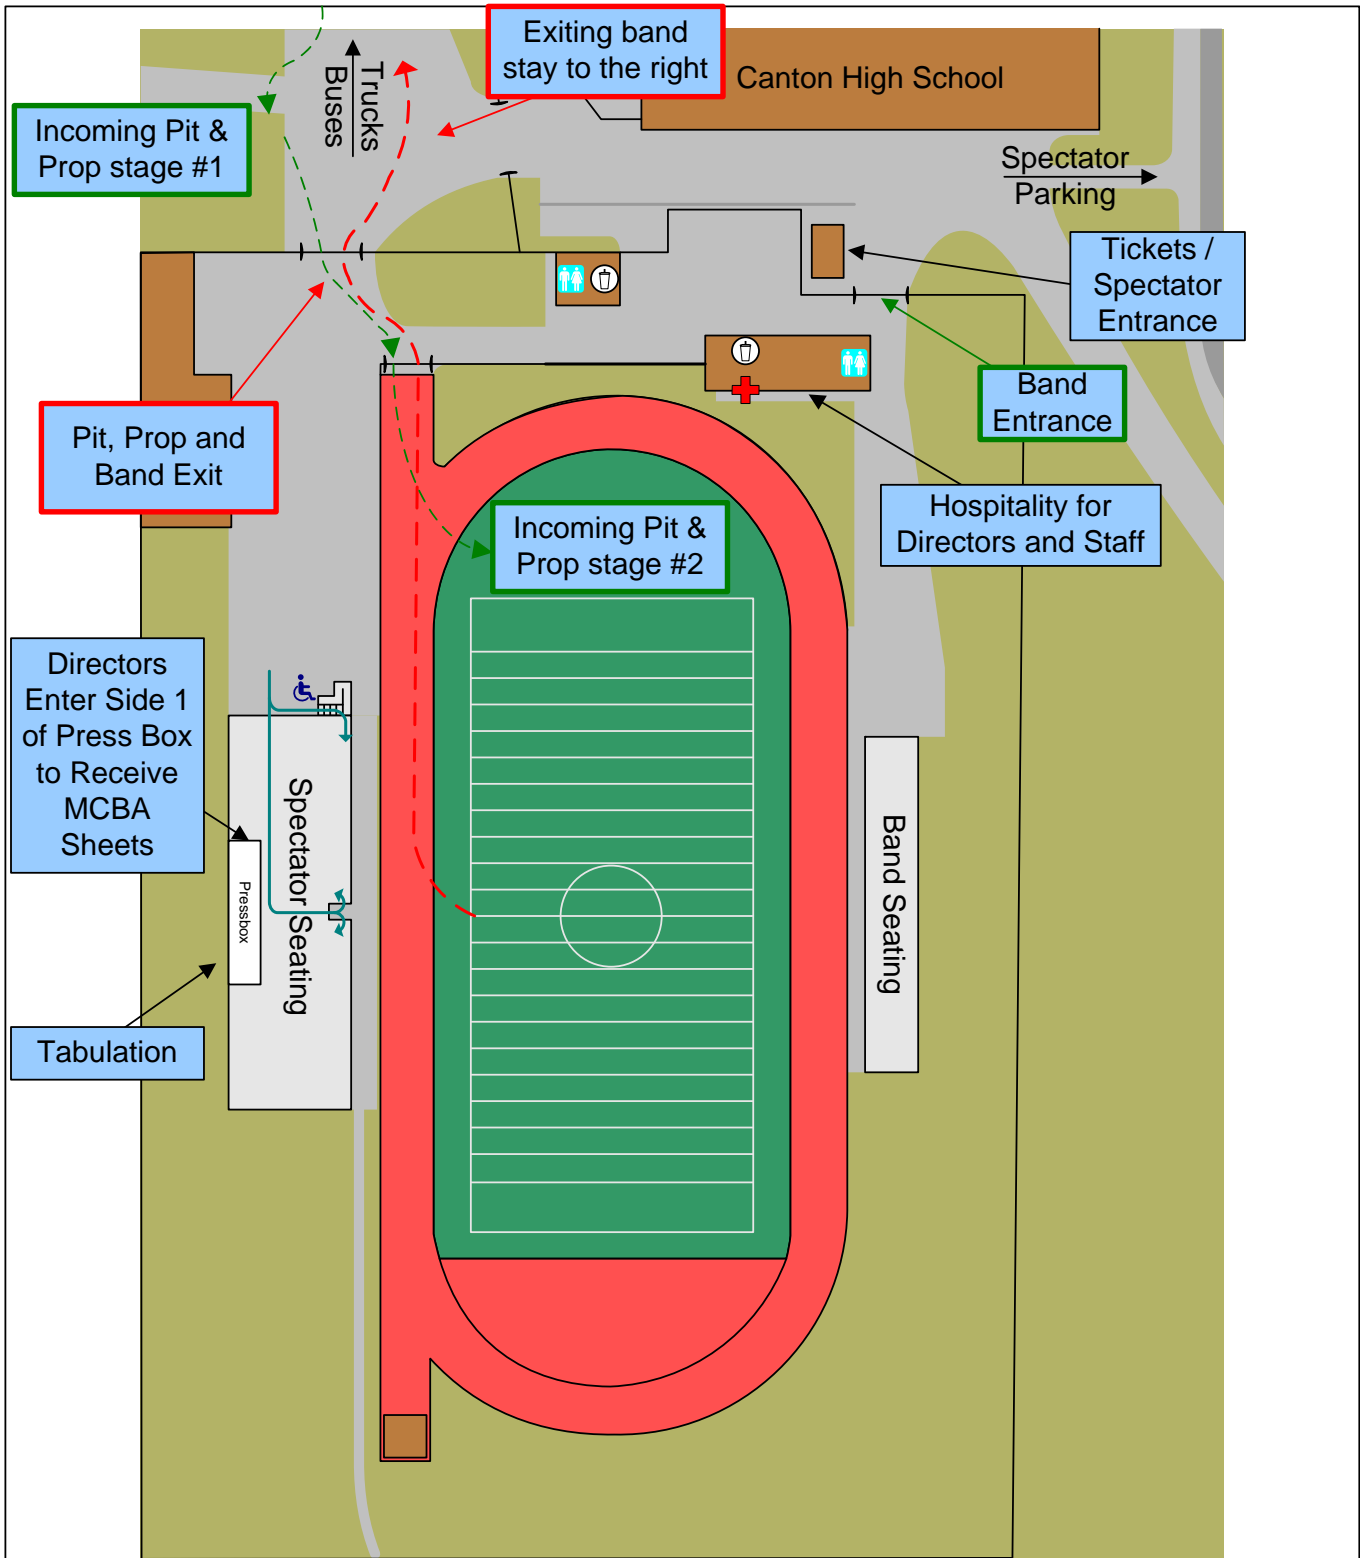 Exiting band
stay to the right
Canton High School
Trucks
Buses
Incoming Pit &
Prop stage #1
Spectator
Parking
Tickets /
Spectator
Entrance
Band
Entrance
Pit, Prop and
Band Exit
Hospitality for
Directors and Staff
Incoming Pit &
Prop stage #2
Directors
Enter Side 1
of Press Box
to Receive
MCBA
Sheets
Spectator Seating
Pressbox
Band Seating
Tabulation